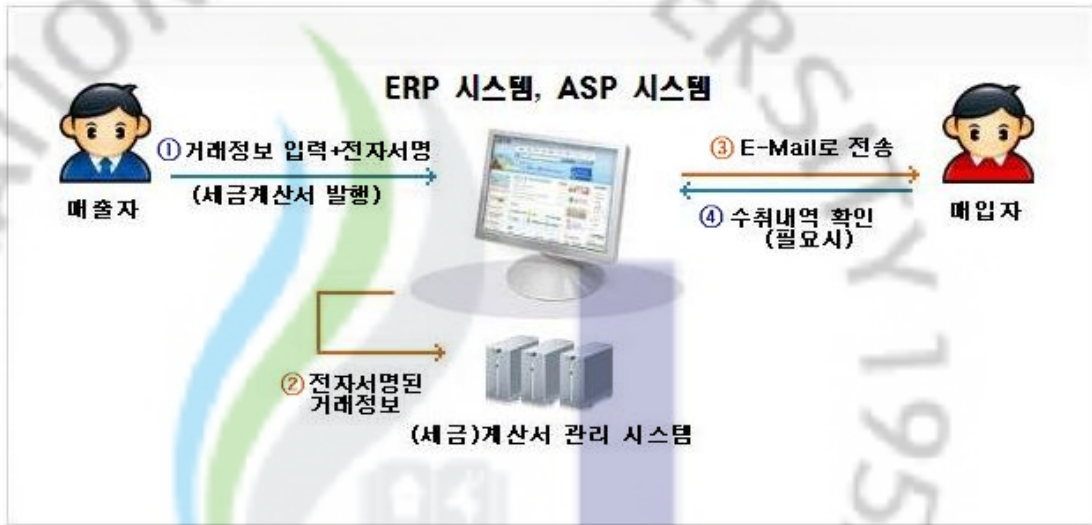 ERP 시스템, ASP 시스템
①거래정보 입력+전자서명
(세금계산서 발행)
매출자
③ E-Mail로 전송
④ 수취내역 확인
(필요시)
매입자
②전자서명된
거래정보
(세금)계산서 관리 시스템
ERSITY 195